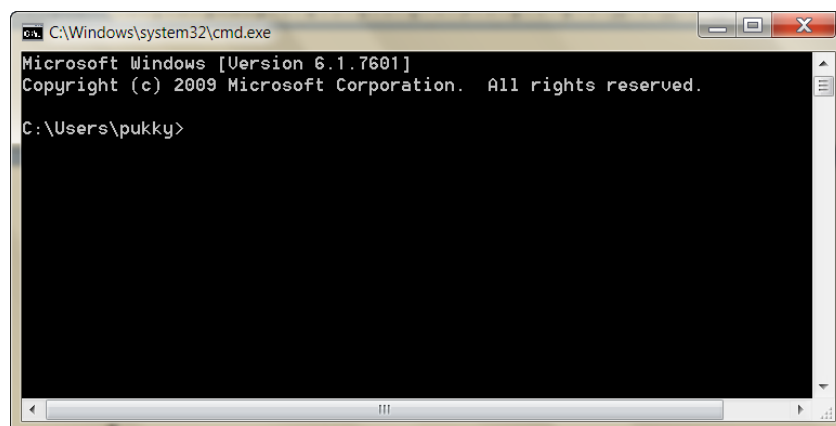 C:\Windows\system32\cmd.exe
Microsoft Windows [Version 6.1.7601]
Copyright (c) 2009 Microsoft Corporation.  All rights reserved.
C:\Users\pukky>